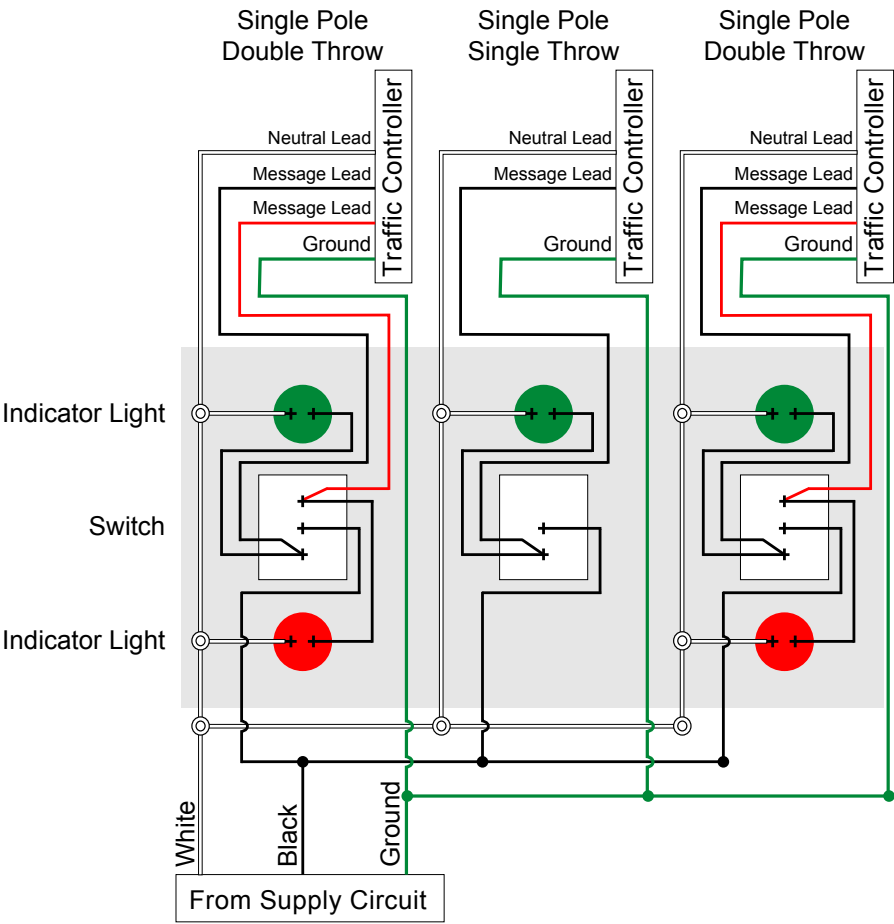 Single Pole
Double Throw
Single Pole
Single Throw
Single Pole
Double Throw
Traffic Controller
Traffic Controller
Traffic Controller
Neutral Lead
Neutral Lead
Neutral Lead
Message Lead
Message Lead
Message Lead
Message Lead
Message Lead
Ground
Ground
Ground
Indicator Light
Switch
Indicator Light
White
Black
Ground
From Supply Circuit